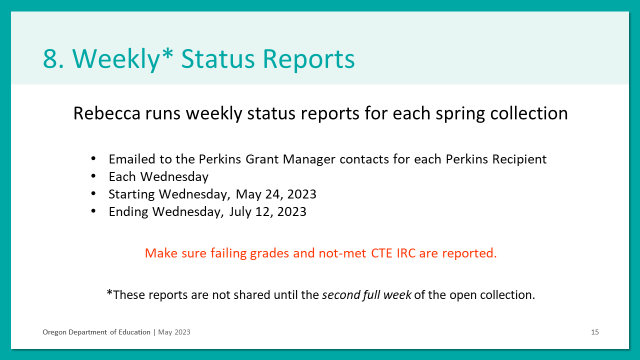 8. Weekly* Status Reports
Rebecca runs weekly status reports for each spring collection
• Emailed to the Perkins Grant Manager contacts for each Perkins Recipient
• Each Wednesday
• Starting Wednesday, May 24, 2023
• Ending Wednesday, July 12, 2023
Make sure failing grades and not-met CTE IRC are reported.
*These reports are not shared until the second full week of the open collection.
Oregon Department of Education | May 2023
15